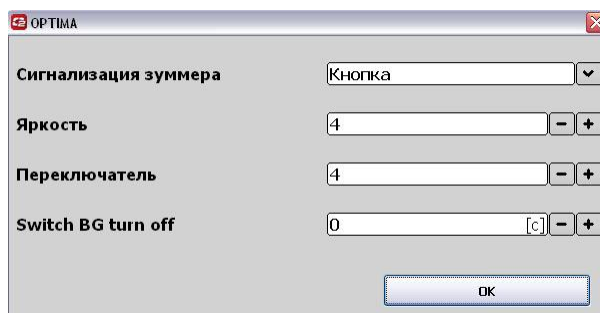 OPTIMA
Сигнализация зуммера Кнопка
Яркость 4 - +
Переключатель 4 - +
Switch BG turn off 0 [c] - +
OK